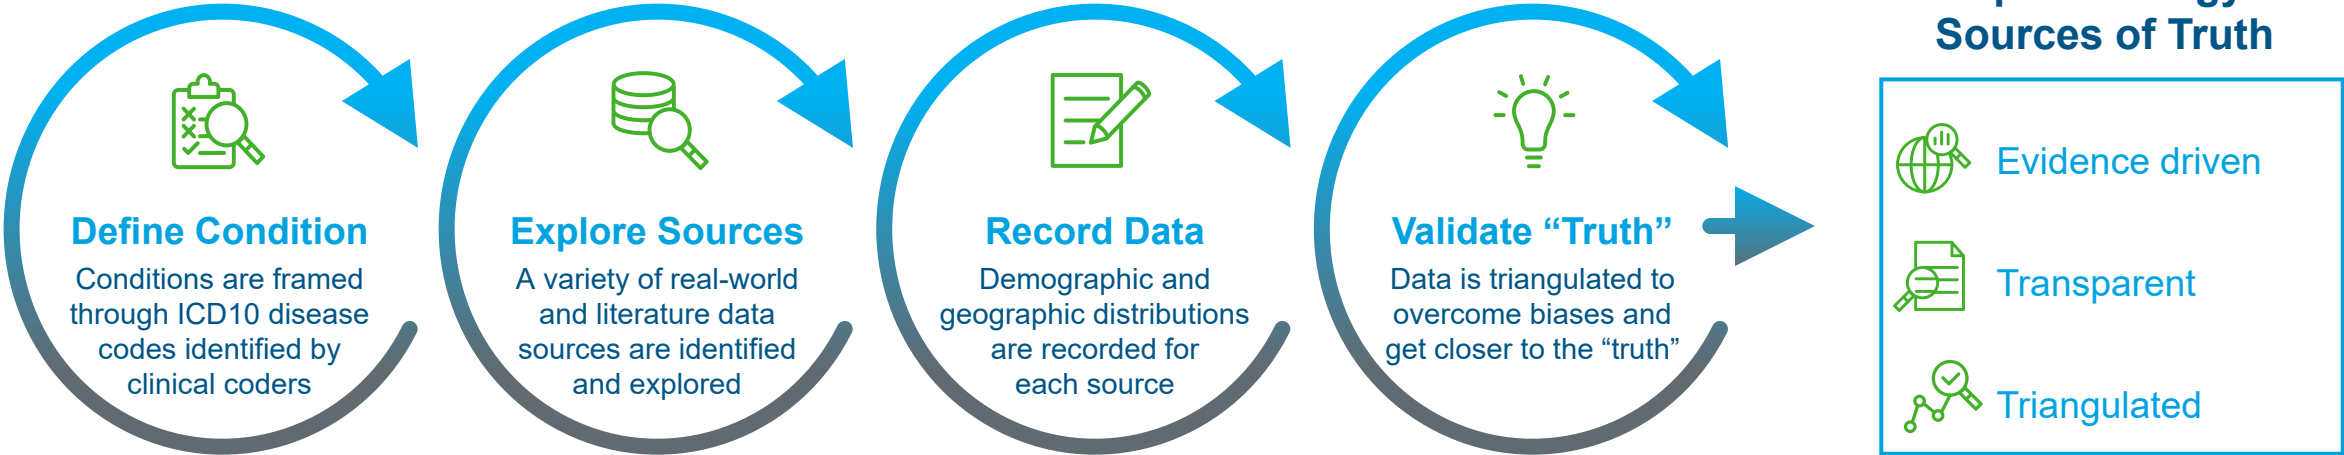 Define Condition
Conditions are framed
through ICD10 disease
codes identified by
clinical coders
Explore Sources
A variety of real-world
and literature data
sources are identified
and explored
Record Data
Demographic and
geographic distributions
are recorded for
each source
Validate “Truth”
Data is triangulated to
overcome biases and
get closer to the “truth”
Sources of Truth
Evidence driven
Transparent
Triangulated